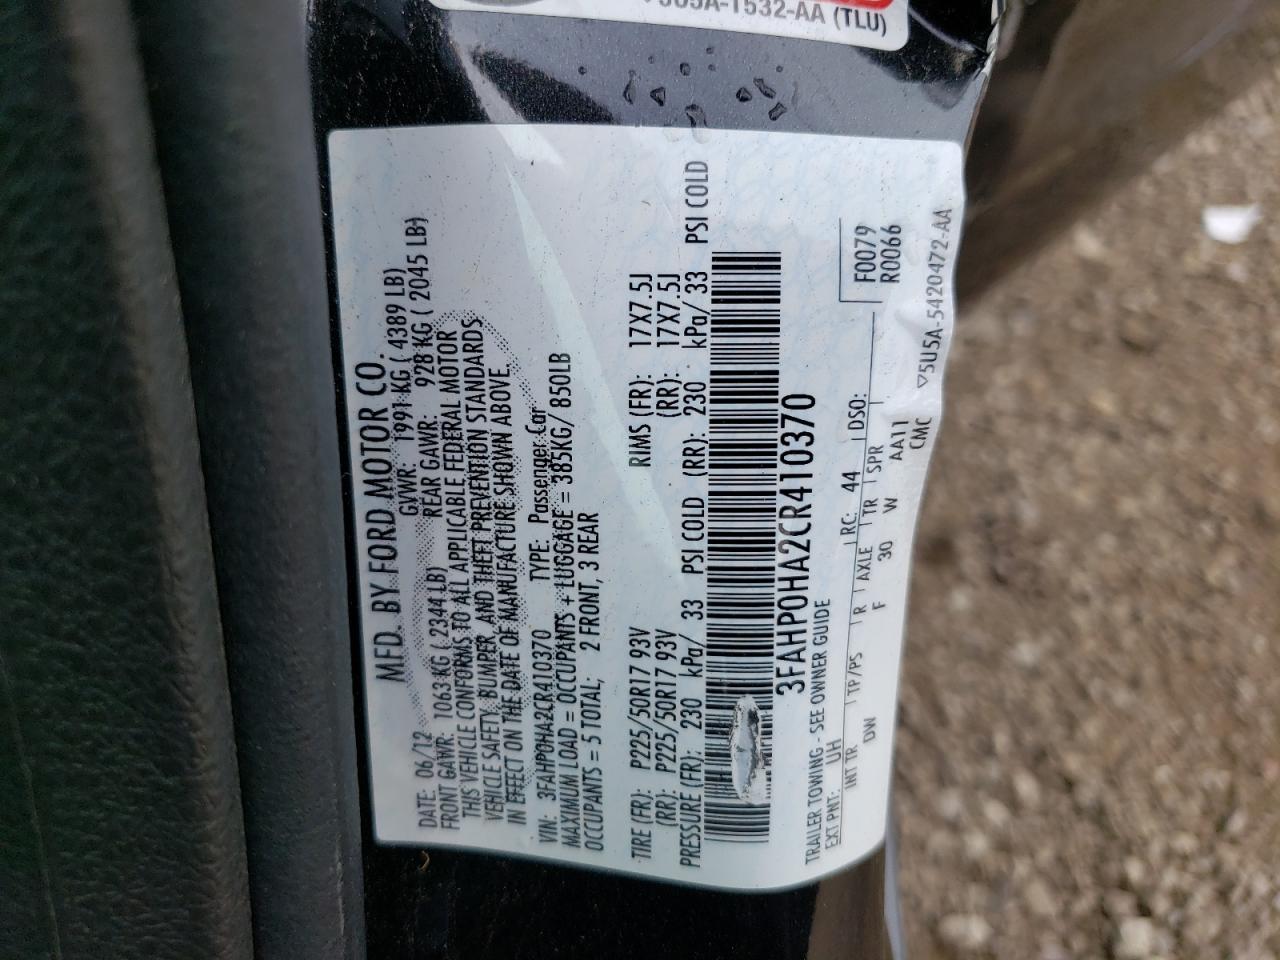 5U5A-1532-AA (TLU)
MFD. BY FORD MOTOR CO.
DATE: 06/12 GVWR: 1991 KG ( 4389 LB)
FRONT GAWR: 1063 KG ( 2344 LB) REAR GAWR: 928 KG ( 2045 LB)
THIS VEHICLE CONFORMS TO ALL APPLICABLE FEDERAL MOTOR
VEHICLE SAFETY, BUMPER, AND THEFT PREVENTION STANDARDS
IN EFFECT ON THE DATE OF MANUFACTURE SHOWN ABOVE.
VIN: 3FAHP0HA2CR410370 TYPE: Passenger Car
MAXIMUM LOAD = OCCUPANTS + LUGGAGE = 385KG/ 850LB
OCCUPANTS = 5 TOTAL; 2 FRONT, 3 REAR
TIRE (FR): P225/50R17 93V RIMS (FR): 17X7.5J
(RR): P225/50R17 93V (RR): 17X7.5J
PRESSURE (FR): 230 kPa/ 33 PSI COLD (RR): 230 kPa/ 33 PSI COLD
3FAHP0HA2CR410370
TRAILER TOWING - SEE OWNER GUIDE
EXT PNT: UH RC: 44 DSO: F0079
R0066
INT TR TP/PS R AXLE TR SPR
DW F 30 W AA11
CMC
▽5U5A-5420472-AA